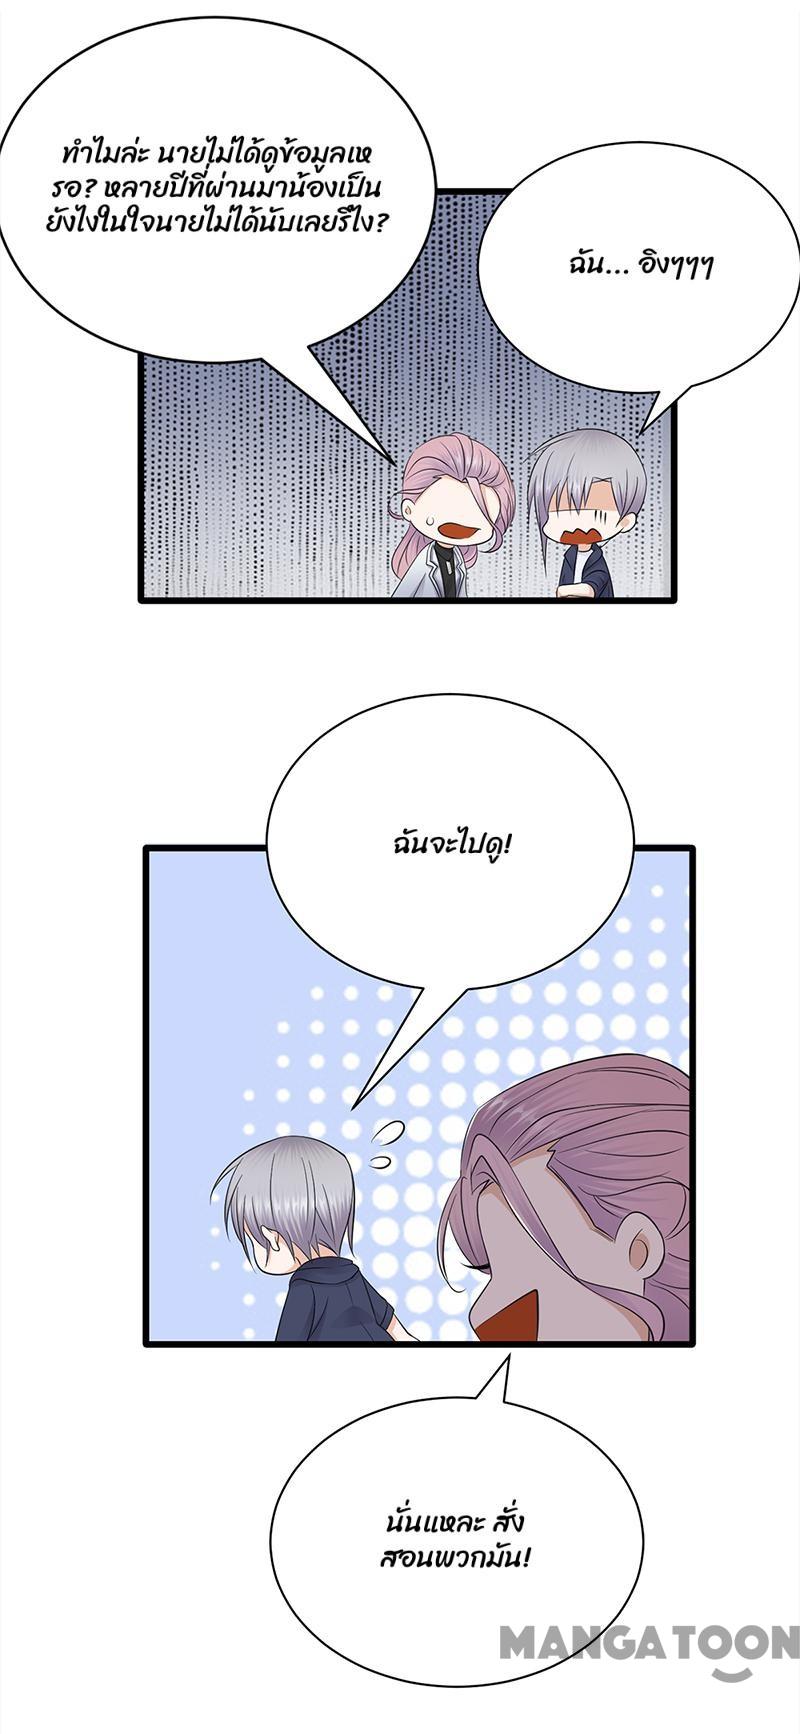 ทำไมล่ะ นายไม่ได้ดูข้อมูลเห
รอ? หลายปีที่ผ่านมาน้องเป็น
ยังไงในใจนายไม่ได้นับเลยรึไง?
ฉัน... อิงๆๆๆ
ฉันจะไปดู!
นั่นแหละ สั่ง
สอนพวกมัน!
MANGATOON